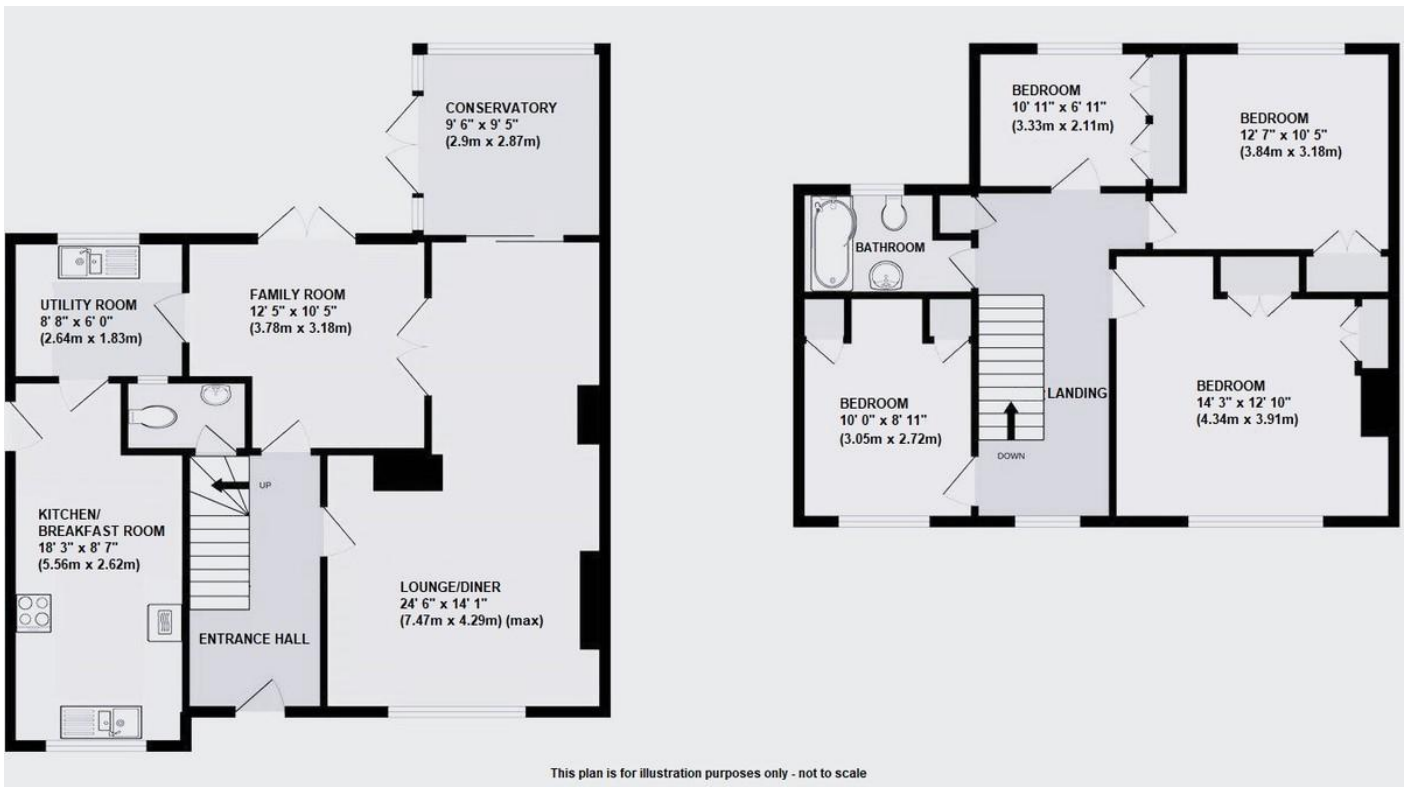 CONSERVATORY
9' 6" x 9' 5"
(2.9m x 2.87m)
UTILITY ROOM
8' 8" x 6' 0"
(2.64m x 1.83m)
FAMILY ROOM
12' 5" x 10' 5"
(3.78m x 3.18m)
UP
KITCHEN/
BREAKFAST ROOM
18' 3" x 8' 7"
(5.56m x 2.62m)
ENTRANCE HALL
LOUNGE/DINER
24' 6" x 14' 1"
(7.47m x 4.29m) (max)
BEDROOM
10' 11" x 6' 11"
(3.33m x 2.11m)
BEDROOM
12' 7" x 10' 5"
(3.84m x 3.18m)
BATHROOM
BEDROOM
10' 0" x 8' 11"
(3.05m x 2.72m)
LANDING
DOWN
BEDROOM
14' 3" x 12' 10"
(4.34m x 3.91m)
This plan is for illustration purposes only - not to scale